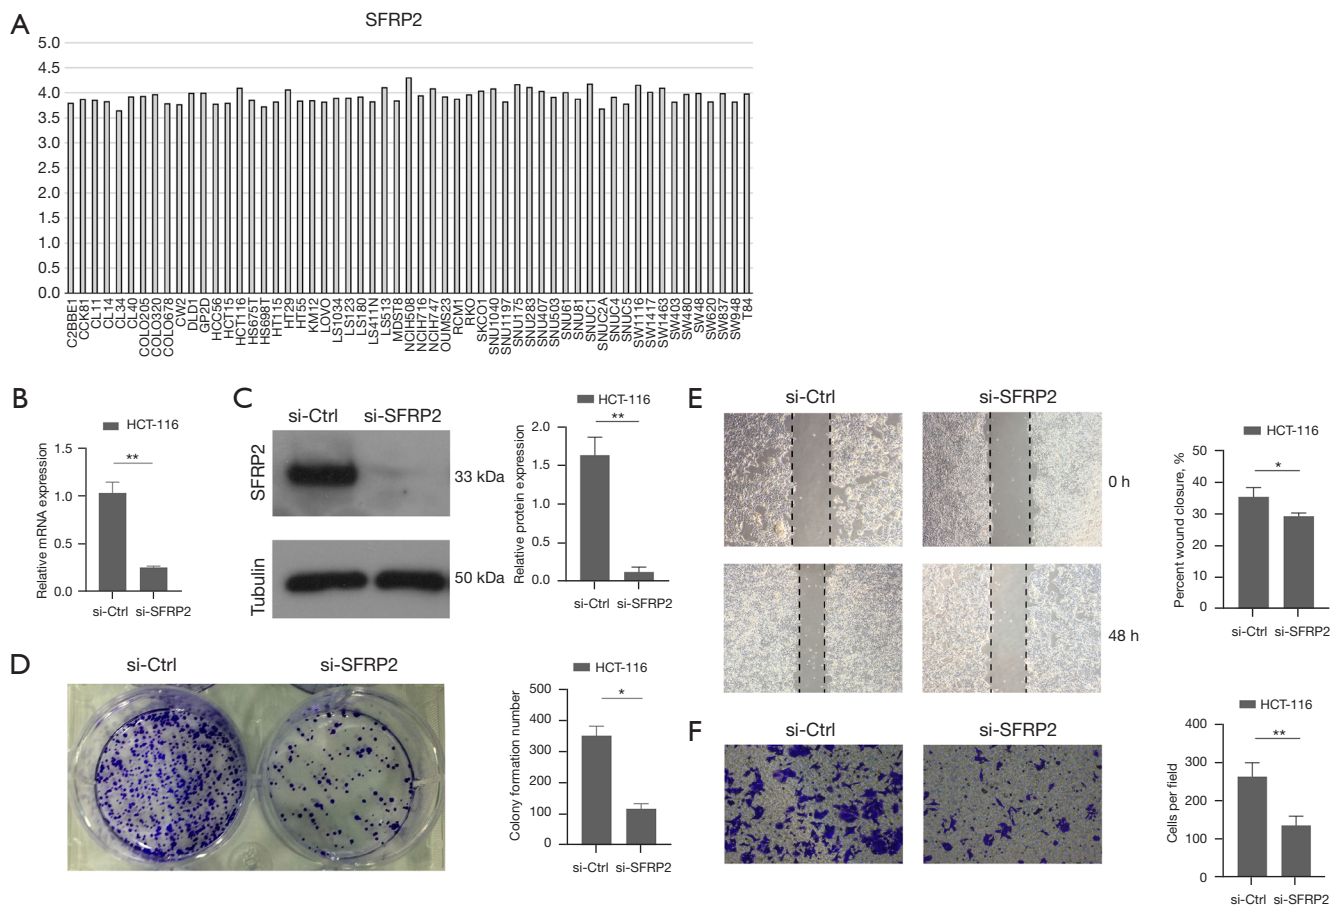 A
SFRP2
5.0
4.5
4.0
3.5
3.0
2.5
2.0
1.5
1.0
0.5
0.0
C2BBE1
CCK81
CL11
CL14
CL34
CL40
COLO205
COLO320
COLO678
CW2
DLD1
GP2D
HCC56
HCT15
HCT116
HS675T
HS698T
HT115
HT29
HT55
KM12
LOVO
LS1034
LS123
LS180
LS411N
LS513
MDST8
NCIH508
NCIH716
NCIH747
OUMS23
RCM1
RKO
SKCO1
SNU1040
SNU1197
SNU175
SNU283
SNU407
SNU503
SNU61
SNU81
SNUC1
SNUC2A
SNUC4
SNUC5
SW1116
SW1417
SW1463
SW403
SW480
SW48
SW620
SW837
SW948
T84
B
HCT-116
Relative mRNA expression
1.5
1.0
0.5
0.0
**
si-Ctrl si-SFRP2
C
si-Ctrl si-SFRP2
SFRP2
33 kDa
Tubulin
50 kDa
HCT-116
Relative protein expression
2.0
1.5
1.0
0.5
0.0
**
si-Ctrl si-SFRP2
D
si-Ctrl si-SFRP2
HCT-116
Colony formation number
500
400
300
200
100
0
*
si-Ctrl si-SFRP2
E
si-Ctrl si-SFRP2
0 h
48 h
HCT-116
Percent wound closure, %
50
40
30
20
10
0
*
si-Ctrl si-SFRP2
F
si-Ctrl si-SFRP2
HCT-116
Cells per field
400
300
200
100
0
**
si-Ctrl si-SFRP2